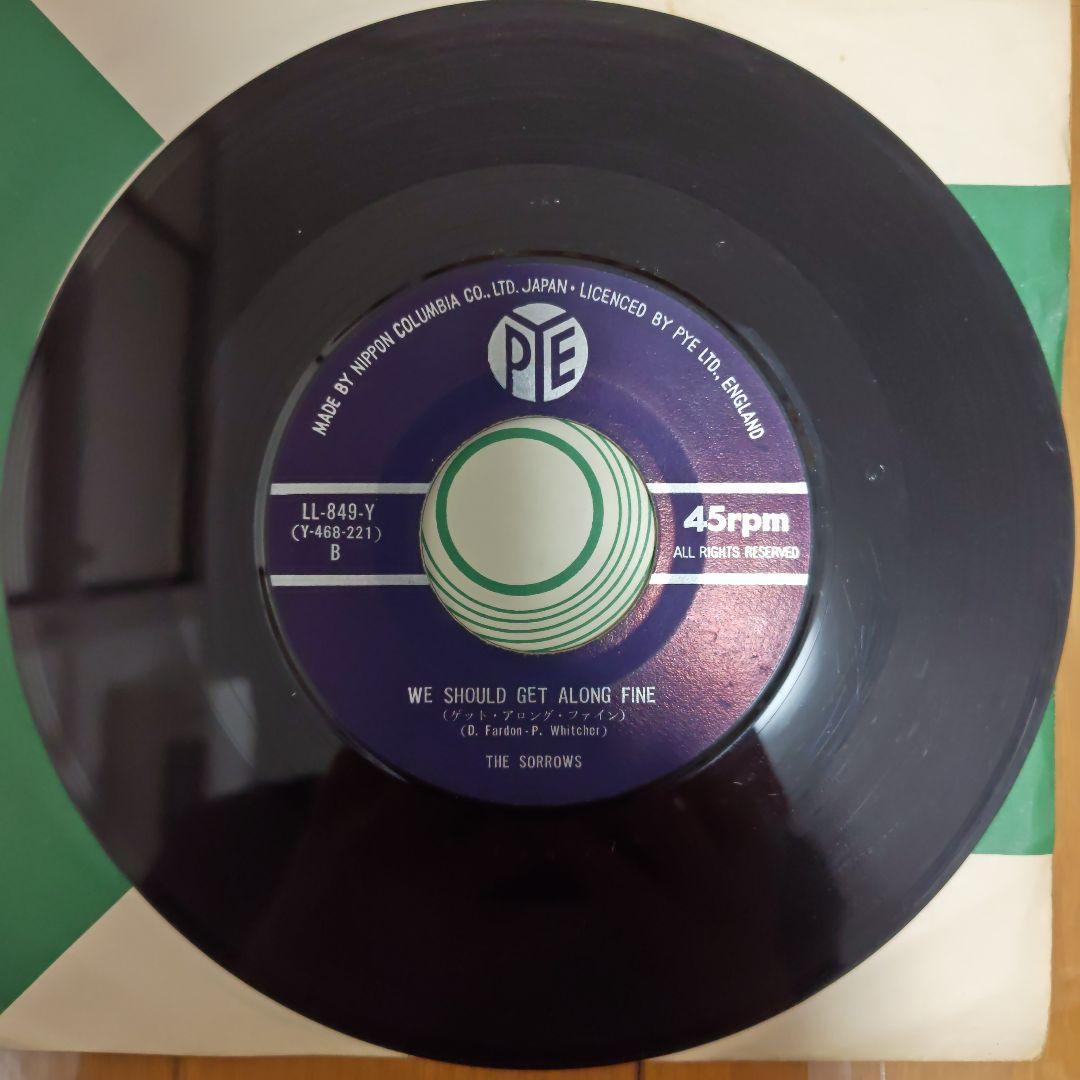 MADE BY NIPPON COLUMBIA CO., LTD. JAPAN • LICENCED BY PYE LTD., ENGLAND
PYE
LL-849-Y
(Y-468-221)
B
45rpm
ALL RIGHTS RESERVED
WE SHOULD GET ALONG FINE
(ゲット・アロング・ファイン)
(D. Fardon-P. Whitcher)
THE SORROWS